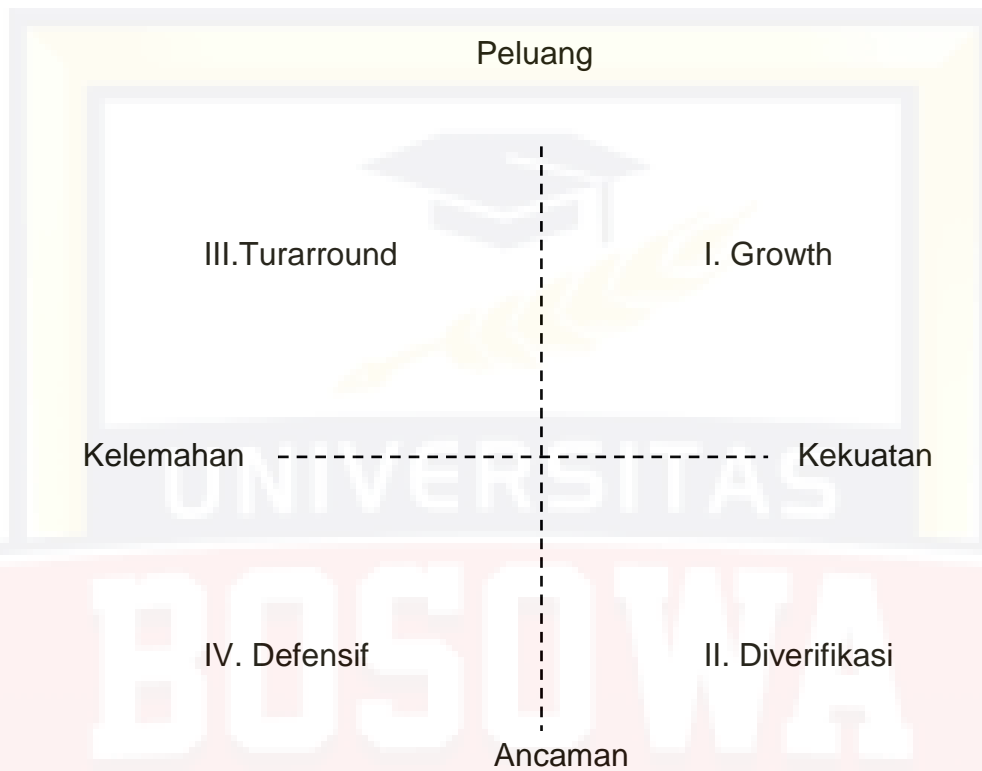 Peluang
III.Turarround
I. Growth
Kelemahan
Kekuatan
UNIVERSITAS
IV. Defensif
II. Diverifikasi
BOSOWA
Ancaman